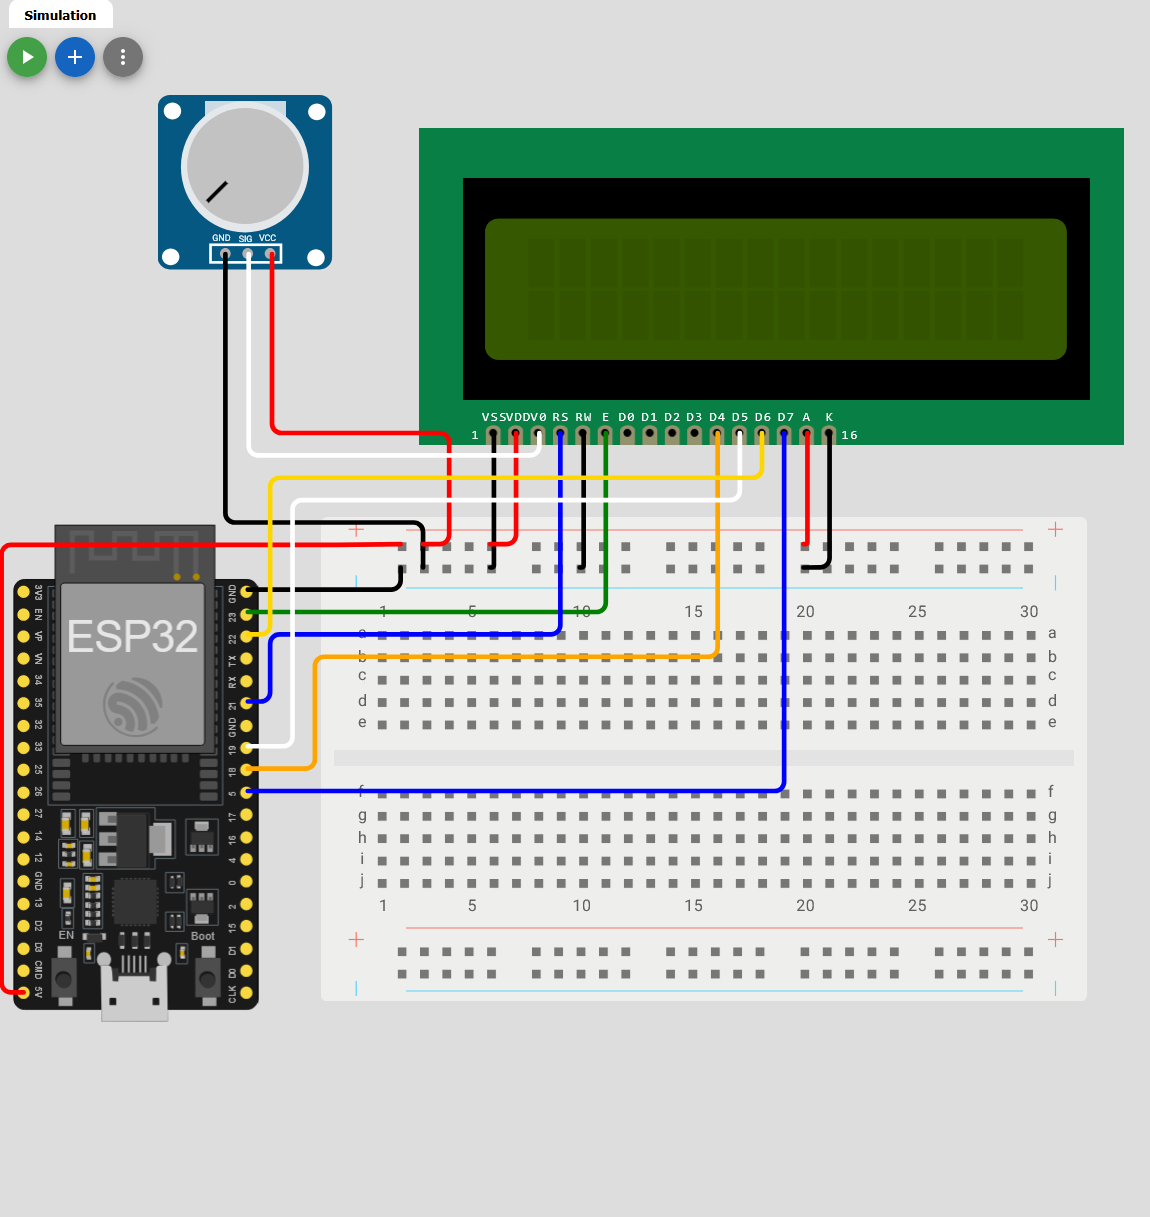 Simulation
GND SIG VCC
VSS VDD V0 RS RW E D0 D1 D2 D3 D4 D5 D6 D7 A K
1 16
ESP32
3V3
EN
VP
VN
34
35
32
33
25
26
27
14
12
GND
13
D2
D3
CMD
5V
GND
23
22
TX
RX
21
GND
19
18
5
17
16
4
0
2
15
D1
D0
CLK
EN
Boot
+ +
1 5 10 15 20 25 30
a a
b b
c c
d d
e e
f f
g g
h h
i i
j j
1 5 10 15 20 25 30
+ +